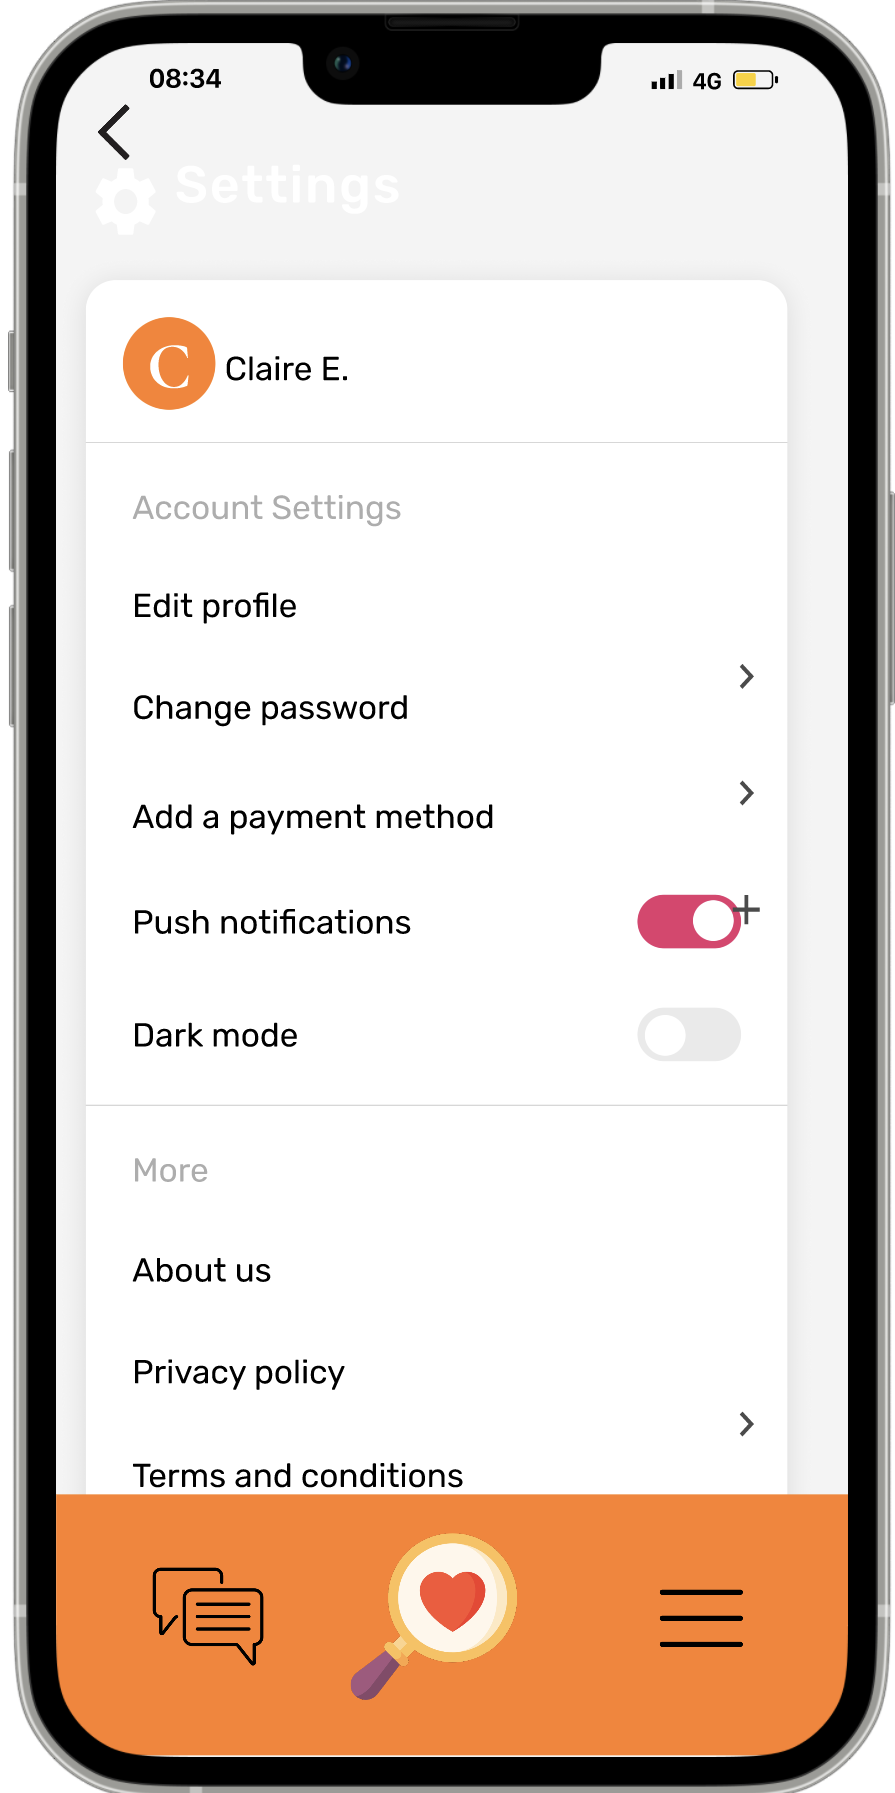 08:34
4G
Settings
C
Claire E.
Account Settings
Edit profile
Change password
Add a payment method
Push notifications
Dark mode
More
About us
Privacy policy
Terms and conditions